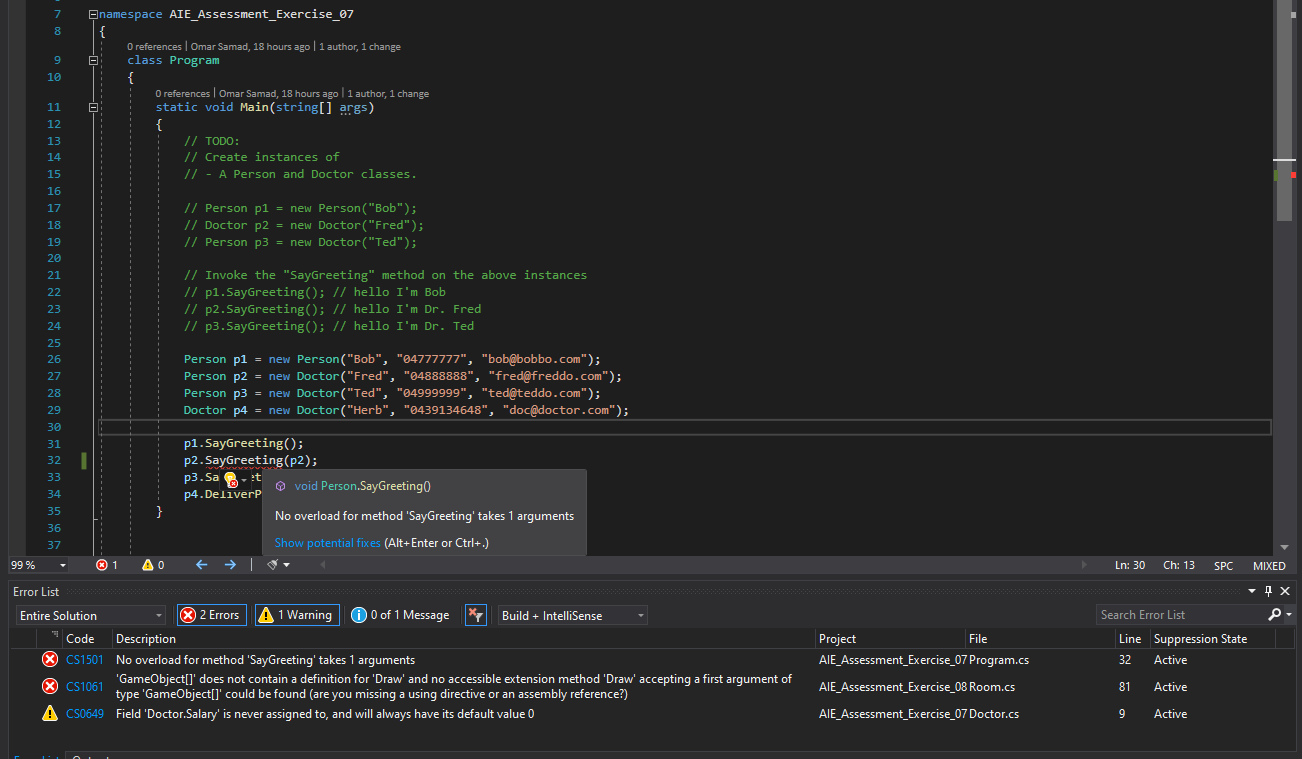 7 namespace AIE_Assessment_Exercise_07
8 {
0 references | Omar Samad, 18 hours ago | 1 author, 1 change
9 class Program
10 {
0 references | Omar Samad, 18 hours ago | 1 author, 1 change
11 static void Main(string[] args)
12 {
13 // TODO:
14 // Create instances of
15 // - A Person and Doctor classes.
16
17 // Person p1 = new Person("Bob");
18 // Doctor p2 = new Doctor("Fred");
19 // Person p3 = new Doctor("Ted");
20
21 // Invoke the "SayGreeting" method on the above instances
22 // p1.SayGreeting(); // hello I'm Bob
23 // p2.SayGreeting(); // hello I'm Dr. Fred
24 // p3.SayGreeting(); // hello I'm Dr. Ted
25
26 Person p1 = new Person("Bob", "04777777", "bob@bobbo.com");
27 Person p2 = new Doctor("Fred", "04888888", "fred@freddo.com");
28 Person p3 = new Doctor("Ted", "04999999", "ted@teddo.com");
29 Doctor p4 = new Doctor("Herb", "0439134648", "doc@doctor.com");
30
31 p1.SayGreeting();
32 p2.SayGreeting(p2);
33 p3.Sa
34 p4.DeliverP
35 }
36
37
void Person.SayGreeting()
No overload for method 'SayGreeting' takes 1 arguments
Show potential fixes (Alt+Enter or Ctrl+.)
99 % 1 0 Ln: 30 Ch: 13 SPC MIXED
Error List
Entire Solution 2 Errors 1 Warning 0 of 1 Message Build + IntelliSense Search Error List
Code Description Project File Line Suppression State
CS1501 No overload for method 'SayGreeting' takes 1 arguments AIE_Assessment_Exercise_07 Program.cs 32 Active
CS1061 'GameObject[]' does not contain a definition for 'Draw' and no accessible extension method 'Draw' accepting a first argument of type 'GameObject[]' could be found (are you missing a using directive or an assembly reference?) AIE_Assessment_Exercise_08 Room.cs 81 Active
CS0649 Field 'Doctor.Salary' is never assigned to, and will always have its default value 0 AIE_Assessment_Exercise_07 Doctor.cs 9 Active